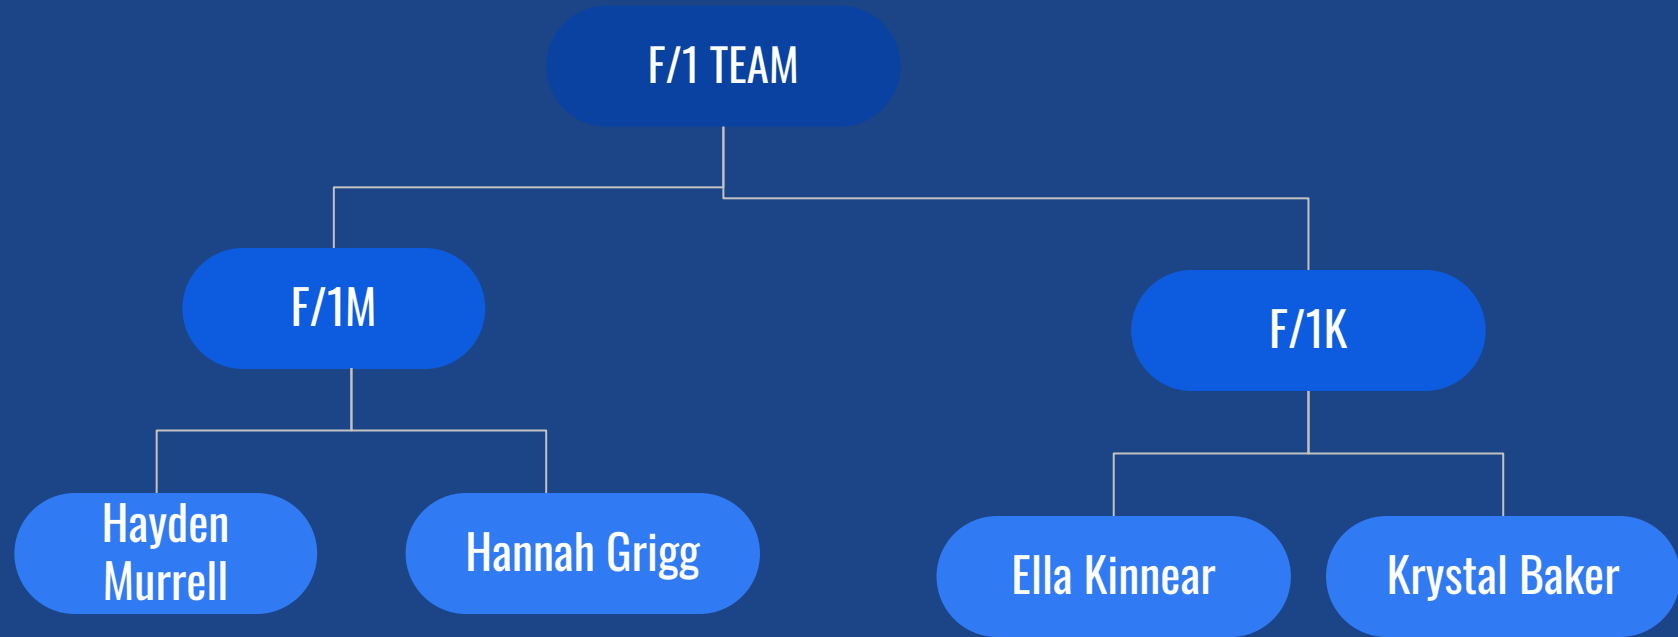 F/1 TEAM
F/1M
F/1K
Hayden
Murrell
Hannah Grigg
Ella Kinnear
Krystal Baker